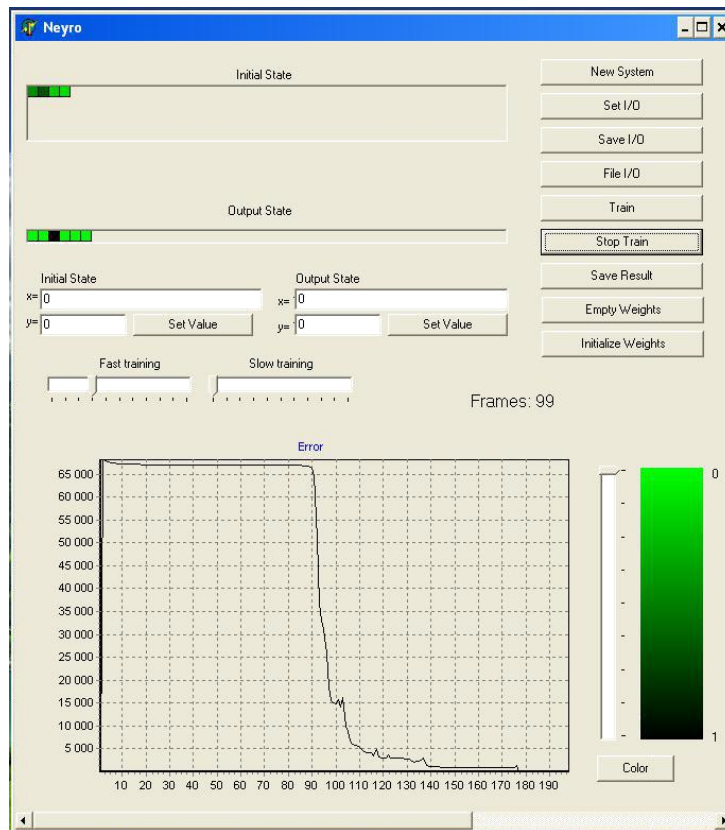 Neyro
Initial State
New System
Set I/O
Save I/O
File I/O
Output State
Train
Stop Train
Initial State
Output State
Save Result
x= 0
x= 0
y= 0
Set Value
y= 0
Set Value
Empty Weights
Initialize Weights
Fast training
Slow training
Frames: 99
Error
65 000
60 000
55 000
50 000
45 000
40 000
35 000
30 000
25 000
20 000
15 000
10 000
5 000
10 20 30 40 50 60 70 80 90 100 110 120 130 140 150 160 170 180 190
0
1
Color